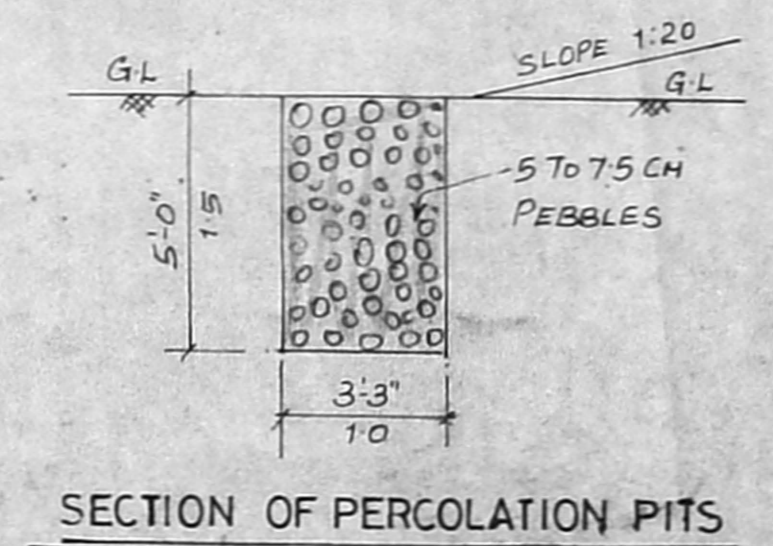 SLOPE 1:20
G.L
G.L
5 TO 7.5 CM
PEBBLES
5'-0"
1.5
3'-3"
1.0
SECTION OF PERCOLATION PITS